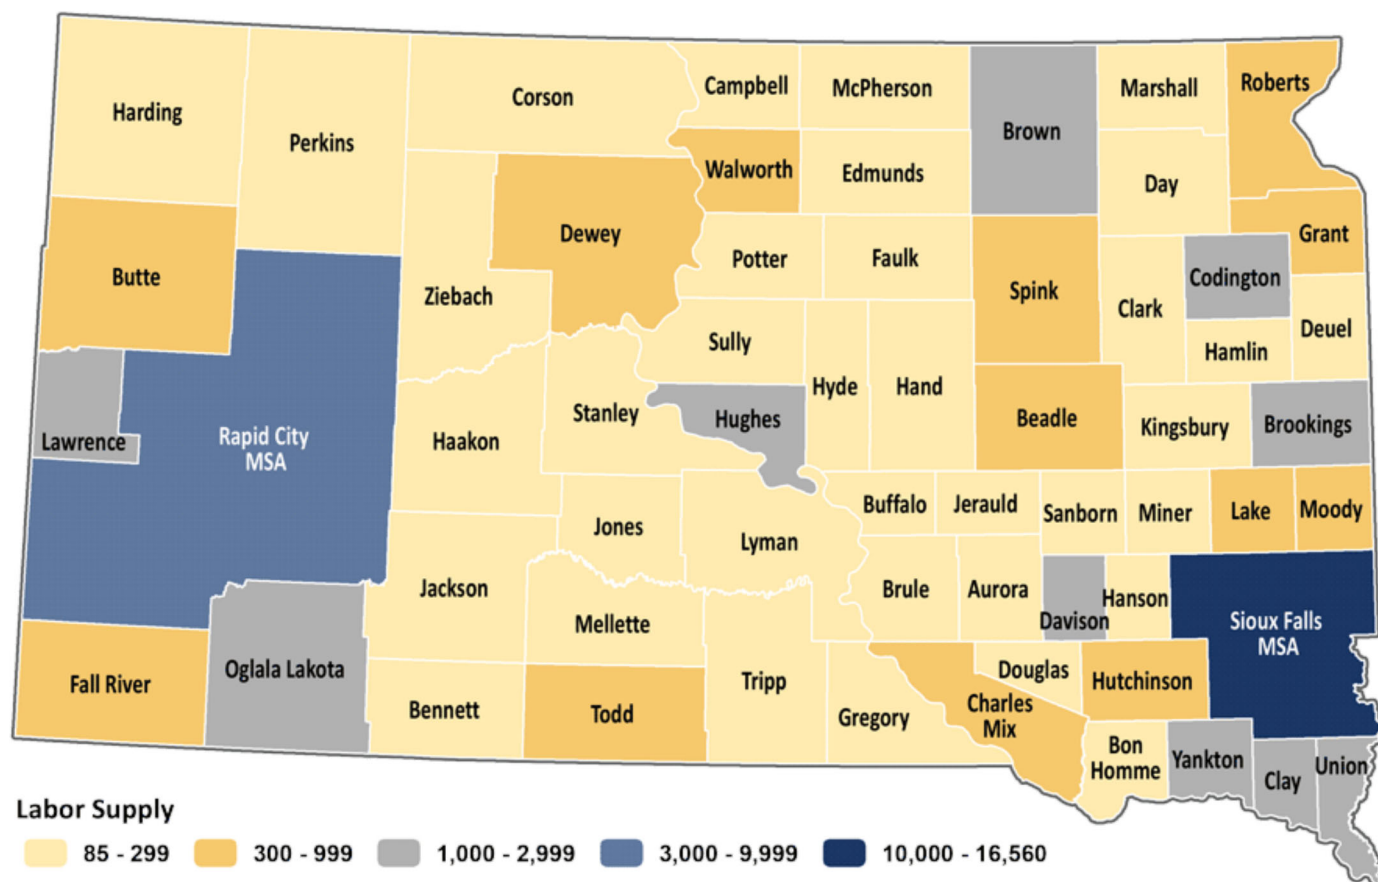 Harding
Perkins
Corson
Campbell
McPherson
Brown
Marshall
Roberts
Walworth
Edmunds
Day
Butte
Dewey
Ziebach
Potter
Faulk
Spink
Clark
Codington
Grant
Hamlin
Deuel
Lawrence
Rapid City
MSA
Haakon
Stanley
Sully
Hughes
Hyde
Hand
Beadle
Kingsbury
Brookings
Jones
Lyman
Buffalo
Jerauld
Sanborn
Miner
Lake
Moody
Jackson
Mellette
Brule
Aurora
Davison
Hanson
Sioux Falls
MSA
Fall River
Oglala Lakota
Bennett
Todd
Tripp
Gregory
Charles
Mix
Douglas
Hutchinson
Bon
Homme
Yankton
Clay
Union
Labor Supply
85 - 299
300 - 999
1,000 - 2,999
3,000 - 9,999
10,000 - 16,560